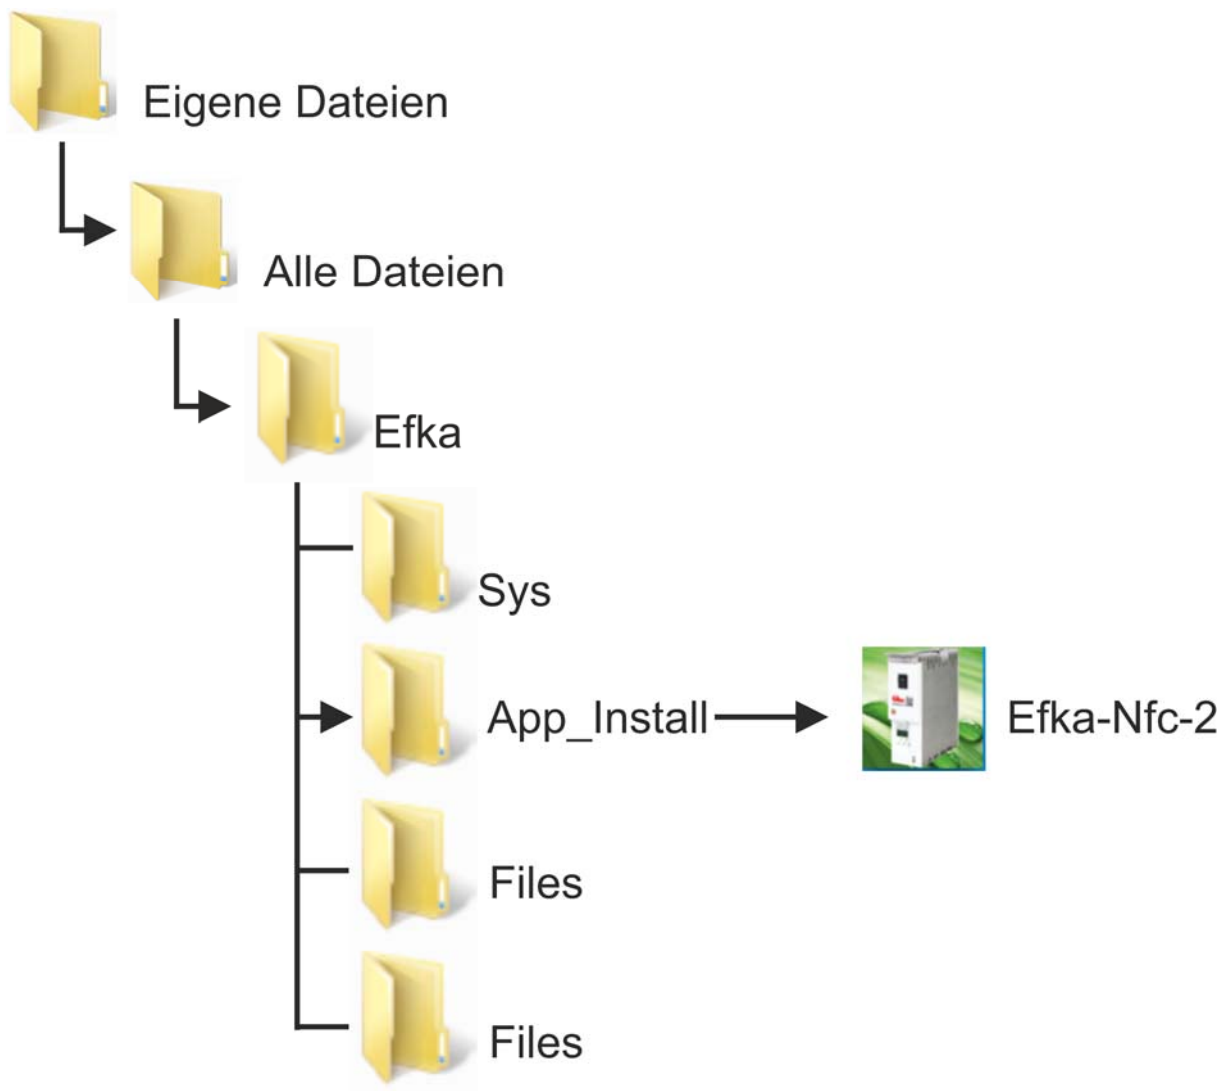 Eigene Dateien
Alle Dateien
Efka
Sys
App_Install
Efka-Nfc-2
Files
Files